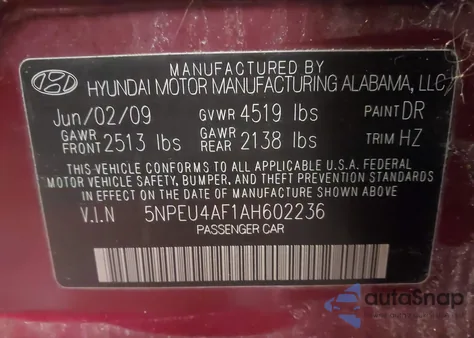 MANUFACTURED BY
HYUNDAI MOTOR MANUFACTURING ALABAMA, LLC
Jun/02/09 GVWR 4519 lbs PAINT DR
GAWR FRONT 2513 lbs GAWR REAR 2138 lbs TRIM HZ
THIS VEHICLE CONFORMS TO ALL APPLICABLE U.S.A. FEDERAL
MOTOR VEHICLE SAFETY, BUMPER, AND THEFT PREVENTION STANDARDS
IN EFFECT ON THE DATE OF MANUFACTURE SHOWN ABOVE.
V.I.N 5NPEU4AF1AH602236
PASSENGER CAR
autoSnap